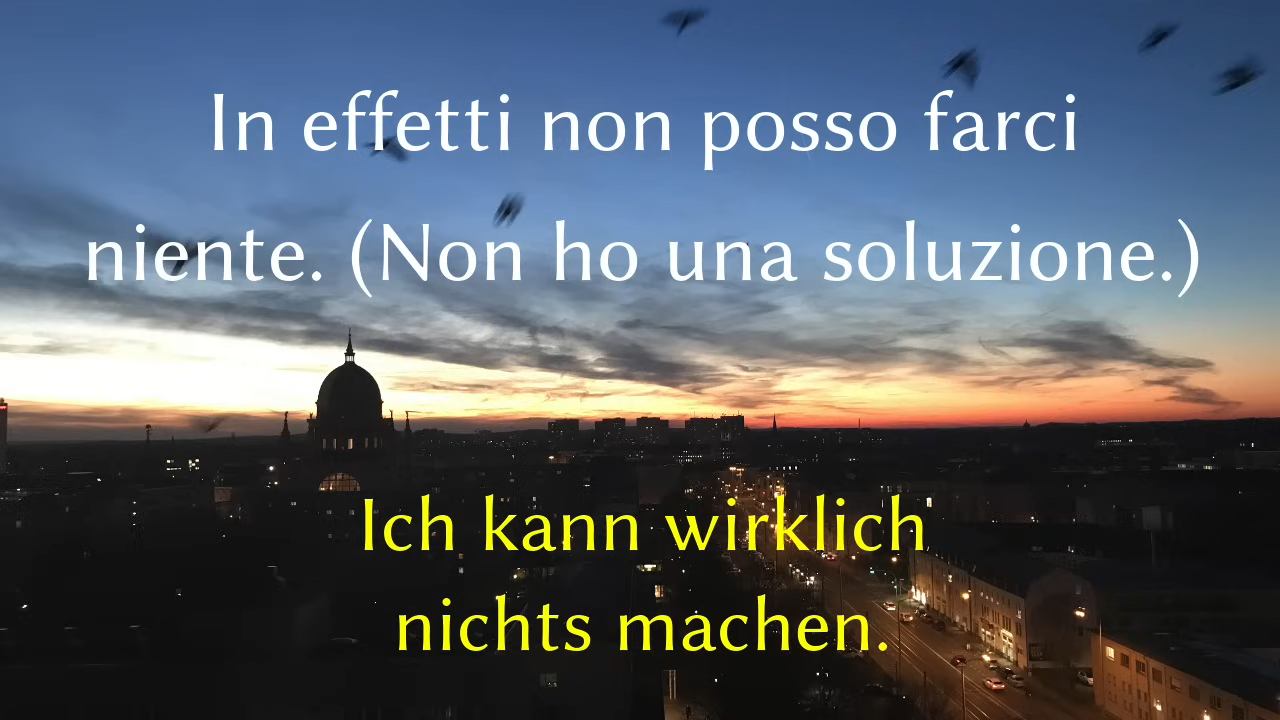 In effetti non posso farci
niente. (Non ho una soluzione.)
Ich kann wirklich
nichts machen.